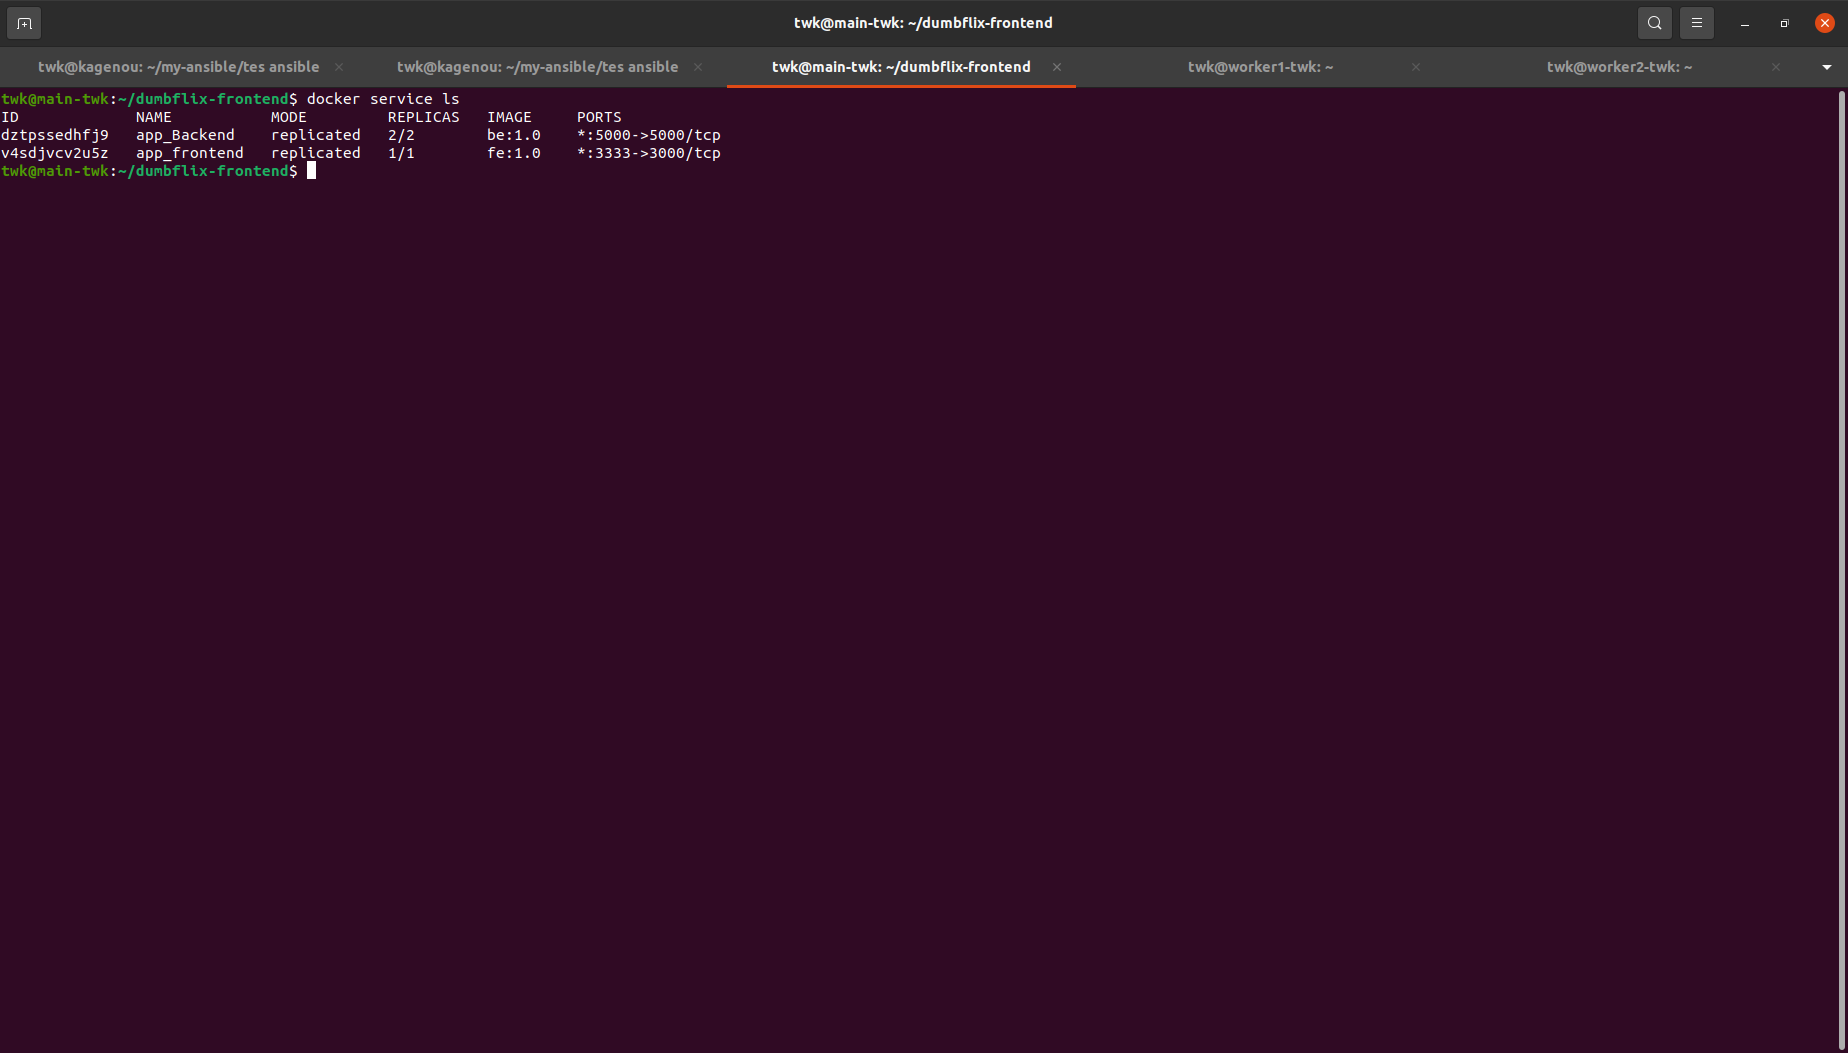 twk@main-twk: ~/dumbflix-frontend
twk@kagenou: ~/my-ansible/tes ansible
twk@kagenou: ~/my-ansible/tes ansible
twk@main-twk: ~/dumbflix-frontend
twk@worker1-twk: ~
twk@worker2-twk: ~
twk@main-twk:~/dumbflix-frontend$ docker service ls
ID             NAME           MODE         REPLICAS   IMAGE     PORTS
dztpssedhfj9   app_Backend    replicated   2/2        be:1.0    *:5000->5000/tcp
v4sdjvcv2u5z   app_frontend   replicated   1/1        fe:1.0    *:3333->3000/tcp
twk@main-twk:~/dumbflix-frontend$